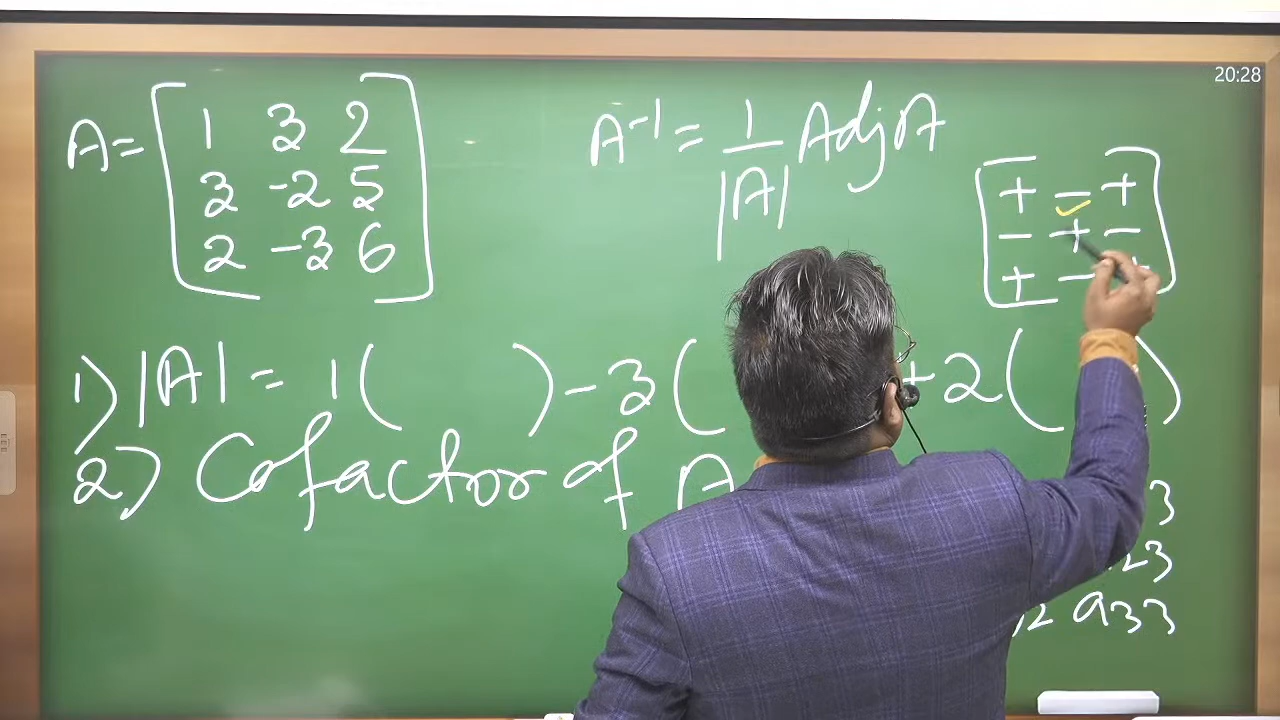 20:28
A = [ 1 3 2
3 -2 5
2 -3 6 ]
A⁻¹ = 1/|A| Adj A
[ + - +
- + -
+ - + ]
1) |A| = 1( ) - 3( + 2( )
2) Cofactor of A
3
23
32 a33